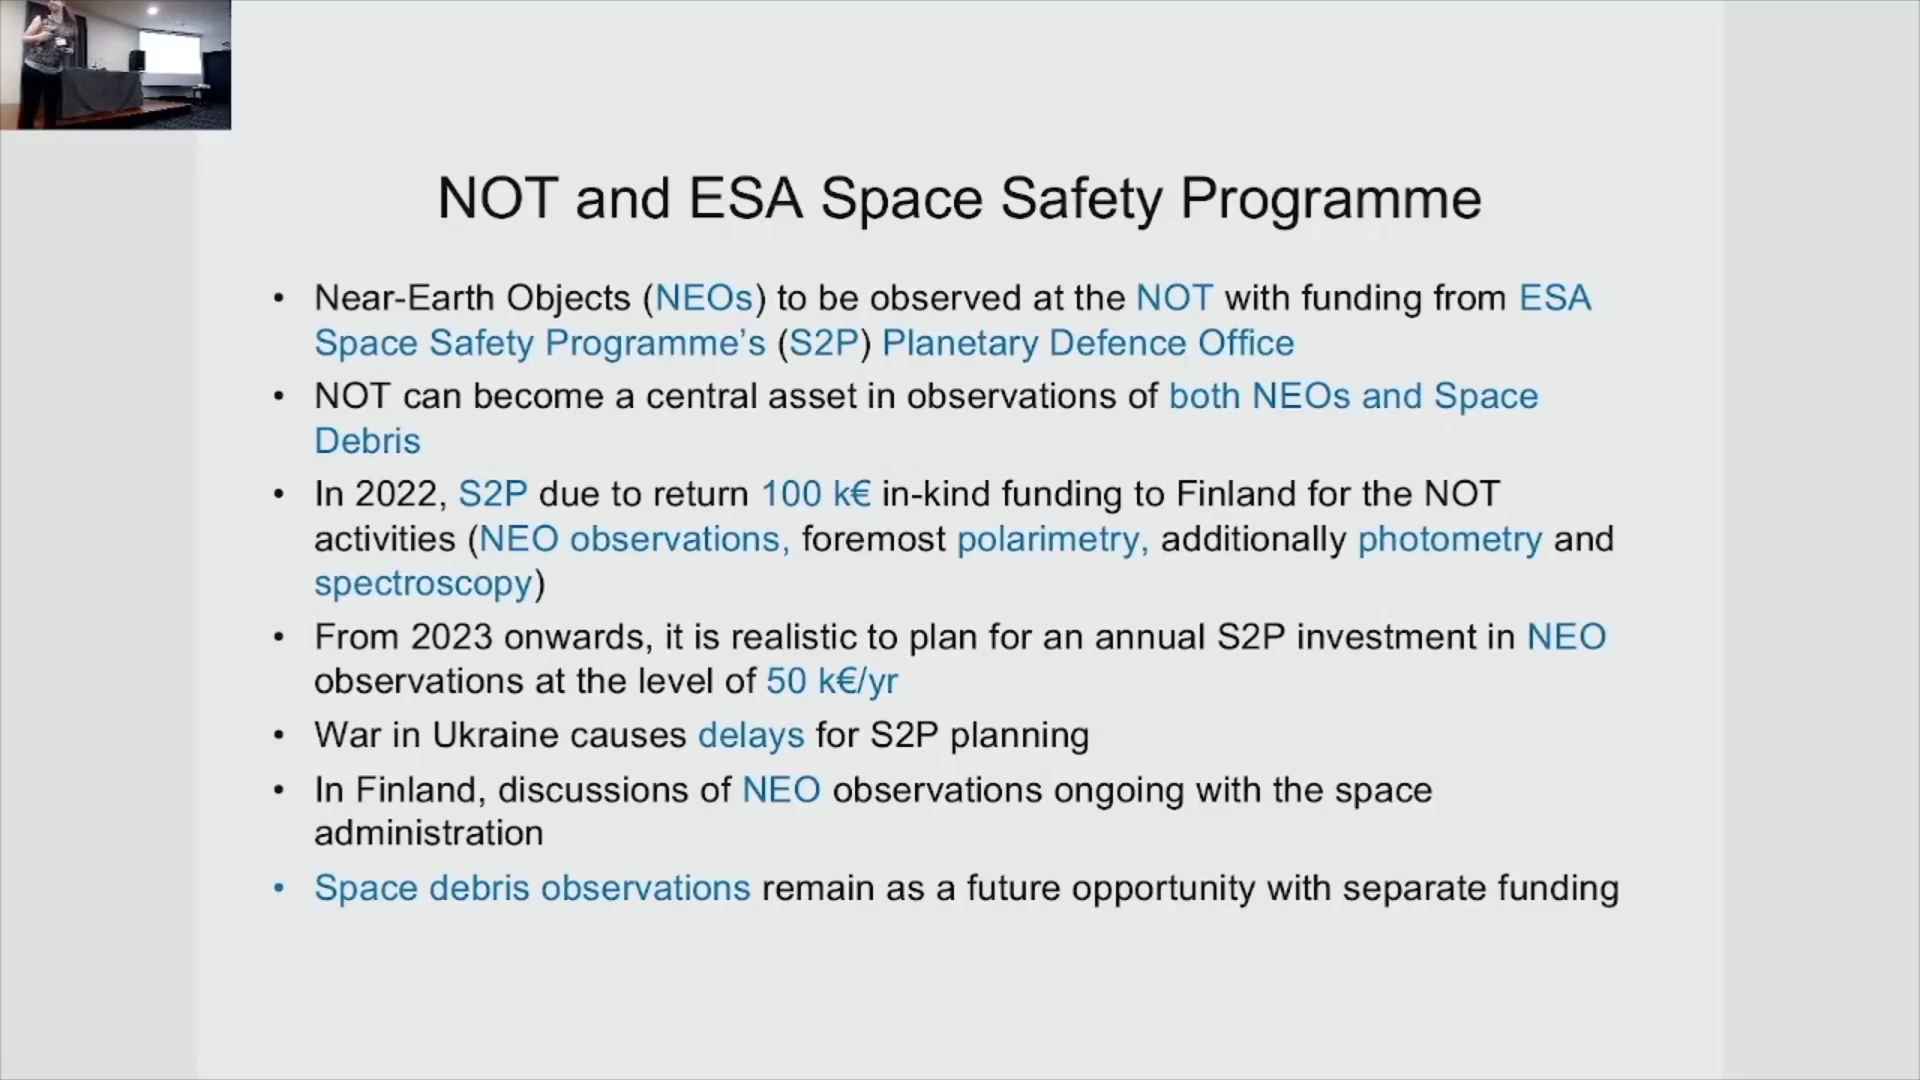 NOT and ESA Space Safety Programme
• Near-Earth Objects (NEOs) to be observed at the NOT with funding from ESA
Space Safety Programme’s (S2P) Planetary Defence Office
• NOT can become a central asset in observations of both NEOs and Space
Debris
• In 2022, S2P due to return 100 k€ in-kind funding to Finland for the NOT
activities (NEO observations, foremost polarimetry, additionally photometry and
spectroscopy)
• From 2023 onwards, it is realistic to plan for an annual S2P investment in NEO
observations at the level of 50 k€/yr
• War in Ukraine causes delays for S2P planning
• In Finland, discussions of NEO observations ongoing with the space
administration
• Space debris observations remain as a future opportunity with separate funding